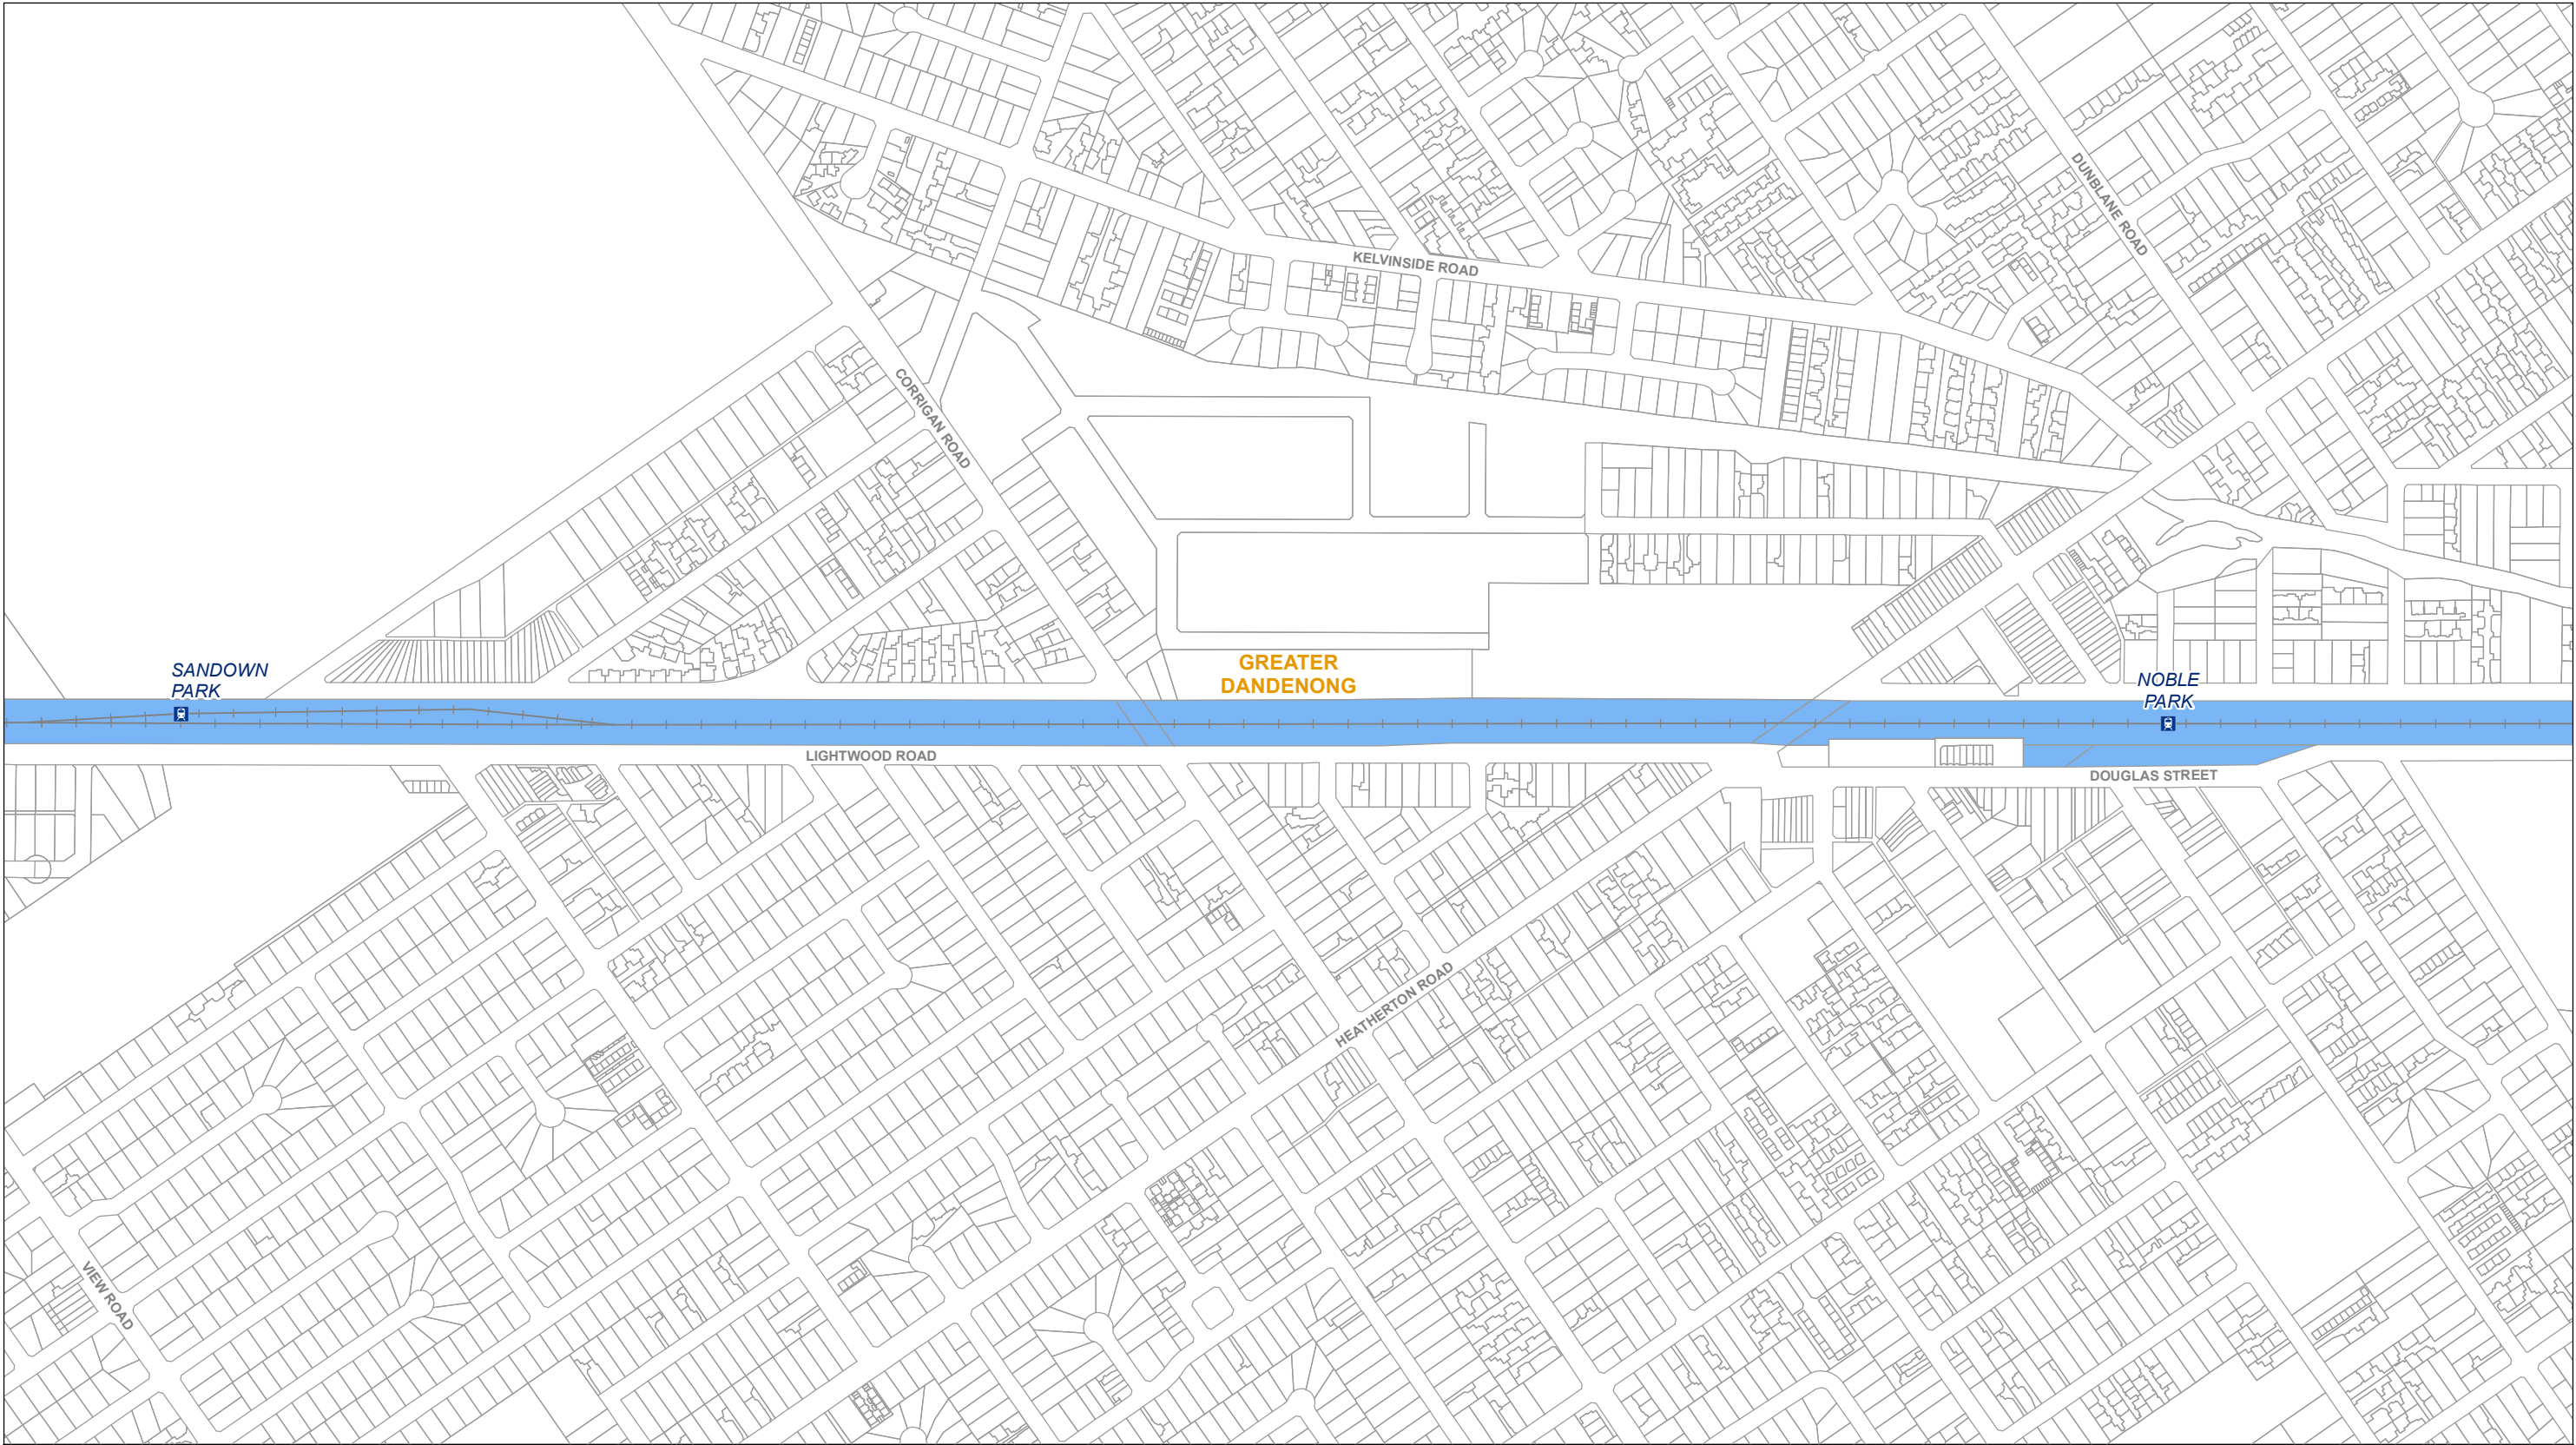 DUNBLANE ROAD
KELVINSIDE ROAD
CORRIGAN ROAD
GREATER
DANDENONG
SANDOWN
PARK
NOBLE
PARK
LIGHTWOOD ROAD
DOUGLAS STREET
HEATHERTON ROAD
VIEW ROAD